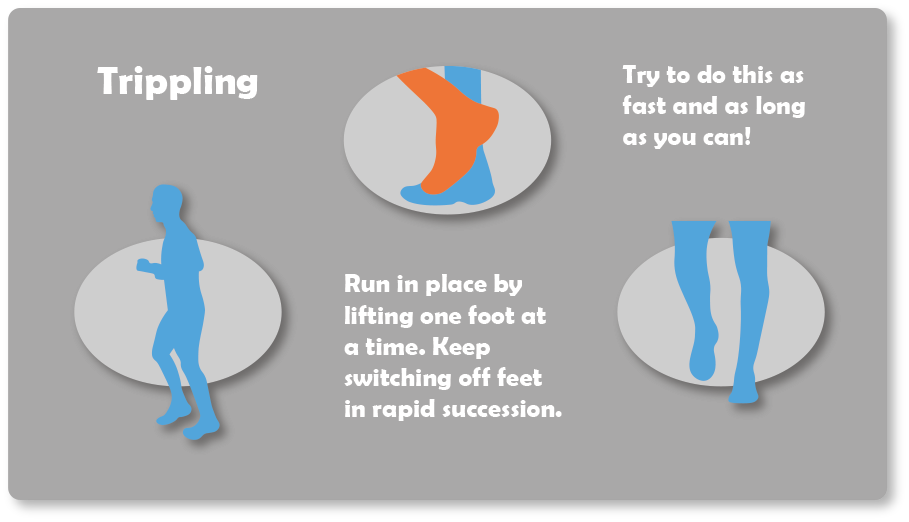 Trippling
Try to do this as
fast and as long
as you can!
Run in place by
lifting one foot at
a time. Keep
switching off feet
in rapid succession.